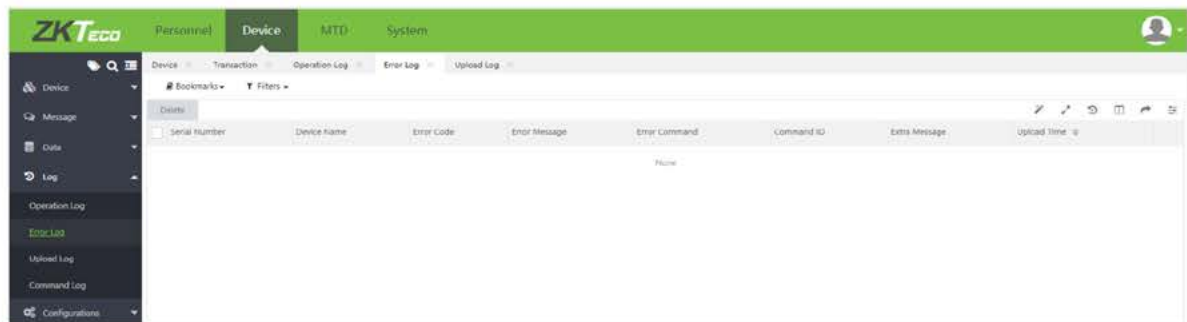 ZKTeco Personnel Device MTD System
Device Transaction Operation Log Error Log Upload Log
Device Bookmarks Filters
Message Delete
Serial Number Device Name Error Code Error Message Error Command Command ID Extra Message Upload Time
Data None
Log
Operation Log
Error Log
Upload Log
Command Log
Configurations